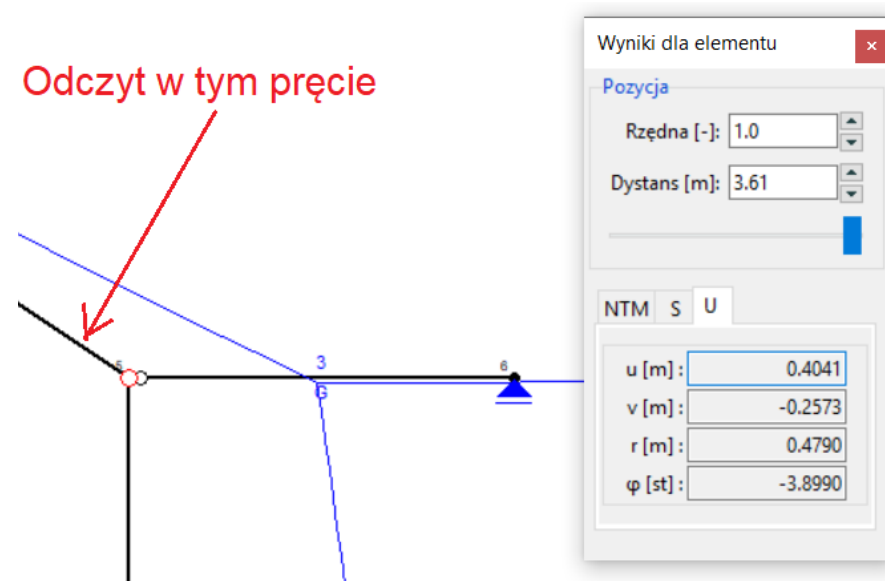 Odczyt w tym pręcie
5
3
G
6
Wyniki dla elementu
×
Pozycja
Rzędna [-]: 1.0
Dystans [m]: 3.61
NTM S U
u [m] : 0.4041
v [m] : -0.2573
r [m] : 0.4790
φ [st] : -3.8990